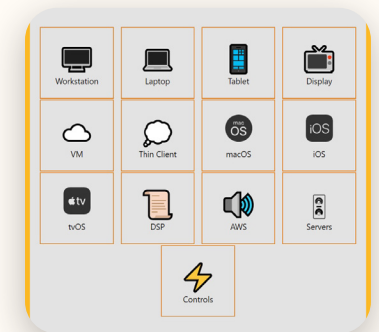 Workstation
Laptop
Tablet
Display
VM
Thin Client
mac
OS
macOS
iOS
iOS
tv
tvOS
DSP
AWS
Servers
Controls